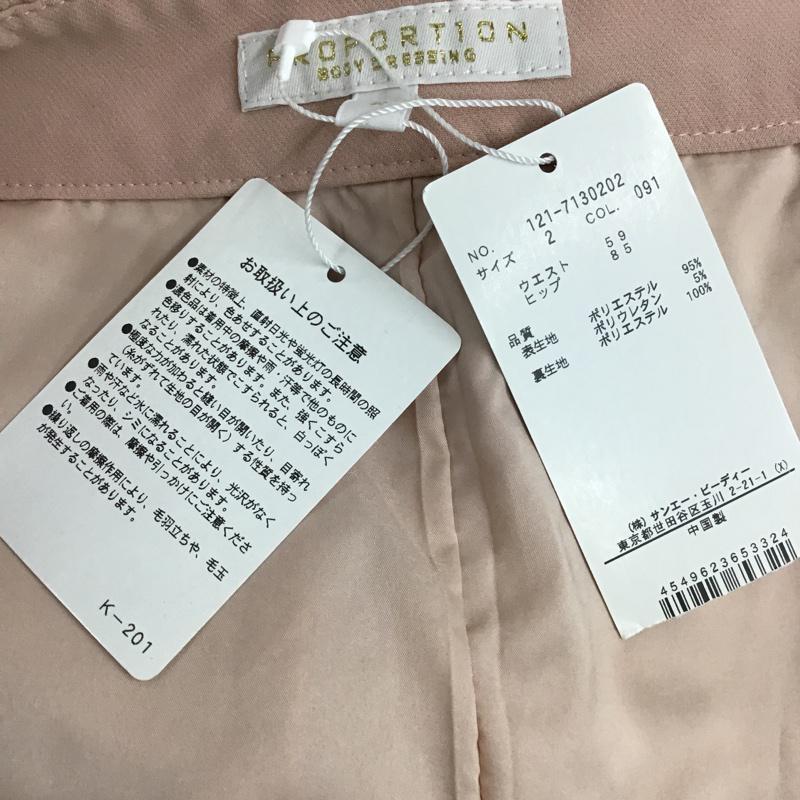 PROPORTION
BODY DRESSING
お取扱い上のご注意
●素材の特徴上、直射日光や蛍光灯の長時間の照
射により、色あせすることがあります。
●濃色品は着用中の摩擦や雨、汗等で他のものに
色移りすることがあります。また、強くこすら
れたり、濡れた状態でこすられると、白っぽく
なることがあります。
●極度な力が加わると縫い目が開いたり、目寄れ
(糸がずれて生地の目が開く)する性質を持っ
ています。
●雨や汗など水に濡れることにより、光沢がなく
なったり、シミになることがあります。
●ご着用の際は、摩擦や引っかけにご注意くださ
い。
●繰り返しの摩擦作用により、毛羽立ちや、毛玉
が発生することがあります。
K-201
NO. 121-7130202
サイズ 2 COL. 091
ウエスト 59
ヒップ 85
品質
表生地 ポリエステル 95%
ポリウレタン 5%
裏生地 ポリエステル 100%
(株)サンエー・ビーディー
東京都世田谷区玉川 2-21-1 (X)
中国製
4549623653324